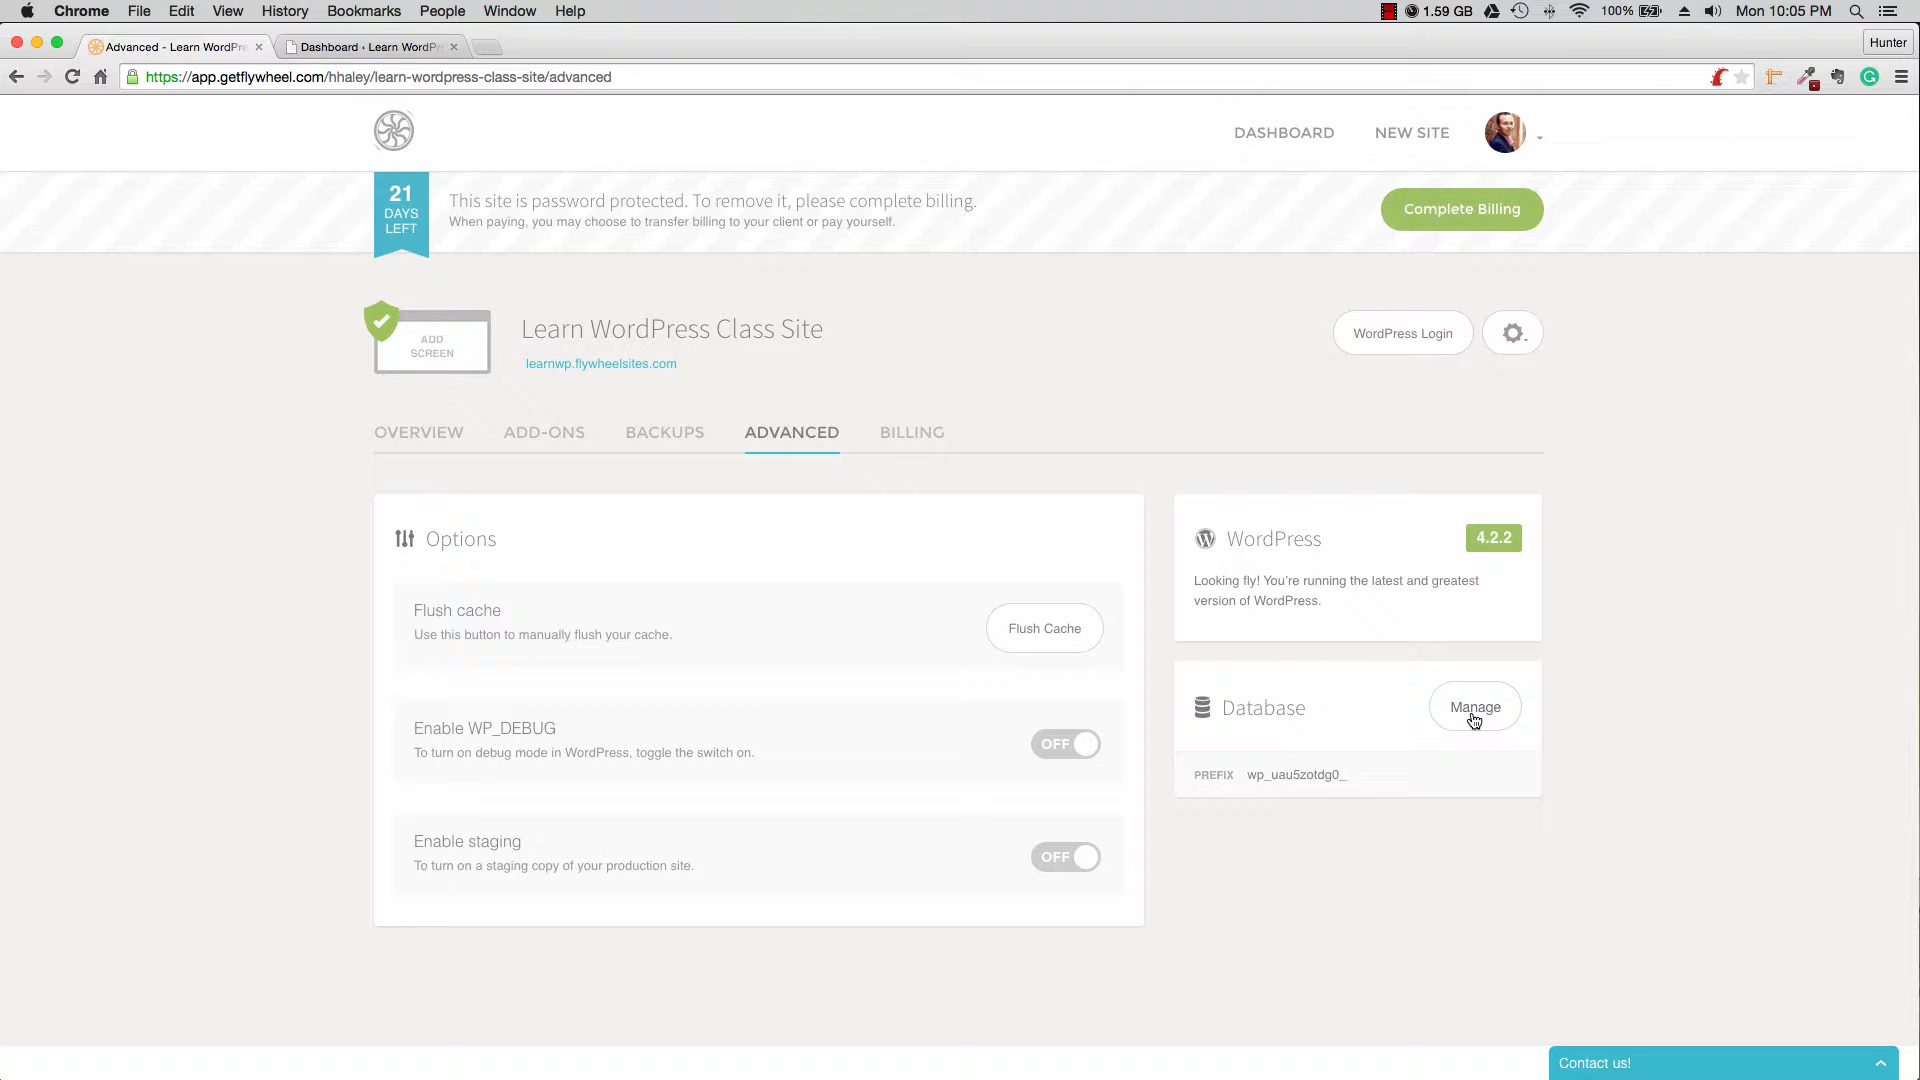 Chrome File Edit View History Bookmarks People Window Help 1.59 GB 100% Mon 10:05 PM
Advanced - Learn WordPre
Dashboard ‹ Learn WordPr
Hunter
https://app.getflywheel.com/hhaley/learn-wordpress-class-site/advanced
DASHBOARD NEW SITE
21
DAYS
LEFT
This site is password protected. To remove it, please complete billing.
When paying, you may choose to transfer billing to your client or pay yourself.
Complete Billing
ADD
SCREEN
Learn WordPress Class Site
learnwp.flywheelsites.com
WordPress Login
OVERVIEW ADD-ONS BACKUPS ADVANCED BILLING
Options
Flush cache
Use this button to manually flush your cache.
Flush Cache
Enable WP_DEBUG
To turn on debug mode in WordPress, toggle the switch on.
OFF
Enable staging
To turn on a staging copy of your production site.
OFF
WordPress
4.2.2
Looking fly! You're running the latest and greatest
version of WordPress.
Database
Manage
PREFIX wp_uau5zotdg0_
Contact us!